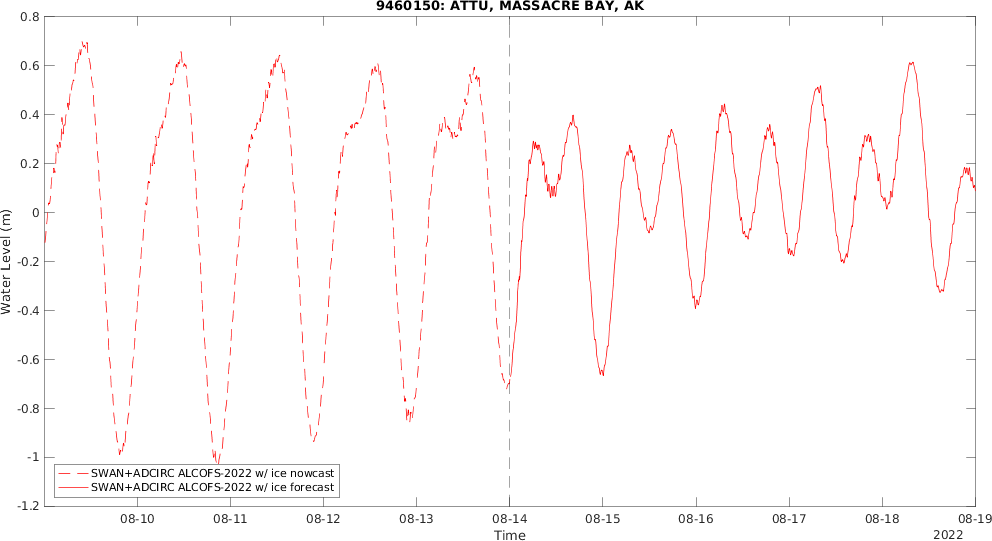 9460150: ATTU, MASSACRE BAY, AK
0.8
0.6
0.4
0.2
0
-0.2
-0.4
-0.6
-0.8
-1
-1.2
Water Level (m)
SWAN+ADCIRC ALCOFS-2022 w/ ice nowcast
SWAN+ADCIRC ALCOFS-2022 w/ ice forecast
08-10 08-11 08-12 08-13 08-14 08-15 08-16 08-17 08-18 08-19
Time
2022